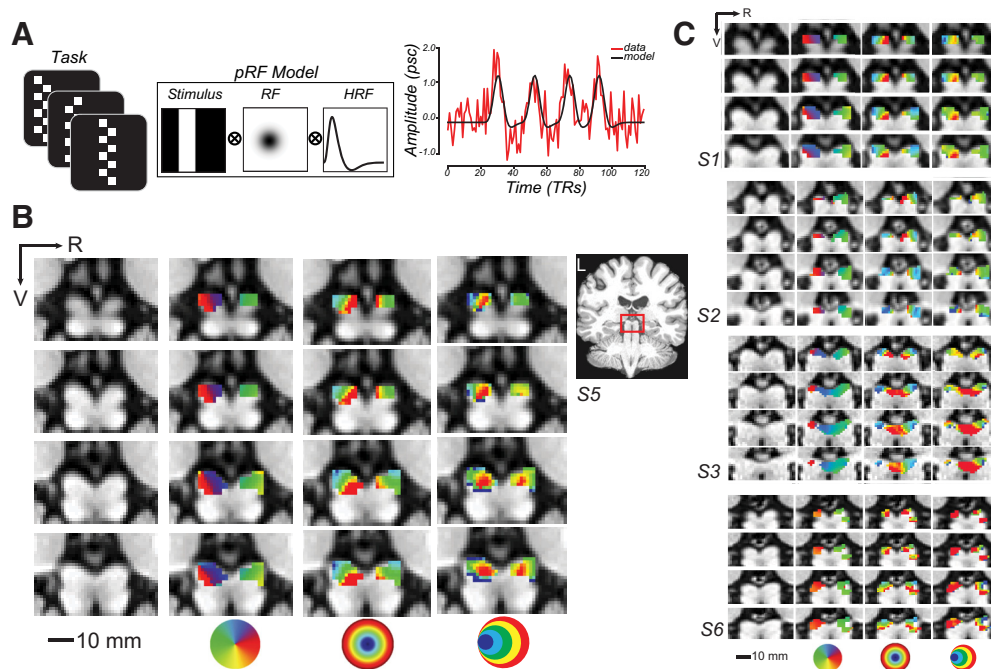 A
Task
pRF Model
Stimulus
RF
HRF
Amplitude (psc)
2.0
1.0
0.0
-1.0
data
model
0
20
40
60
80
100
120
Time (TRs)
B
R
V
L
S5
10 mm
C
R
V
S1
S2
S3
S6
10 mm